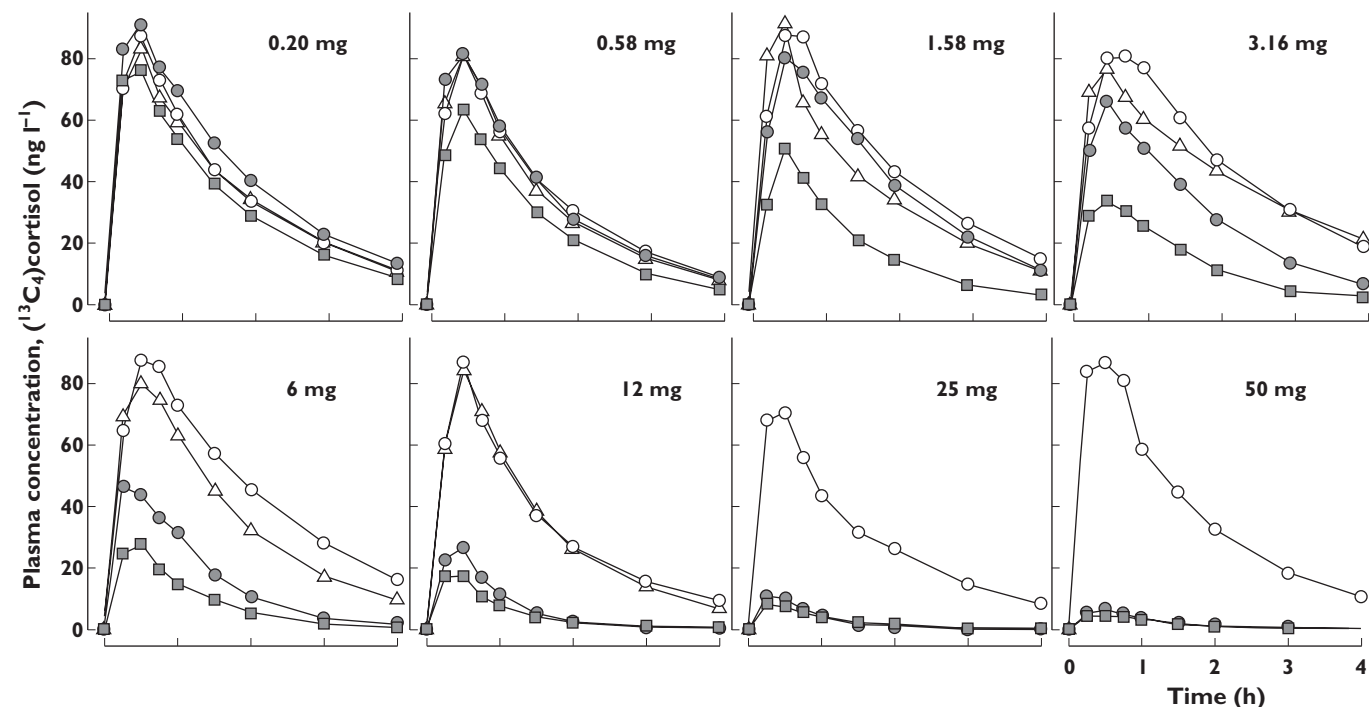 Plasma concentration, (¹³C₄)cortisol (ng l⁻¹)
0.20 mg
0.58 mg
1.58 mg
3.16 mg
80
60
40
20
0
6 mg
12 mg
25 mg
50 mg
80
60
40
20
0
0 1 2 3 4
Time (h)